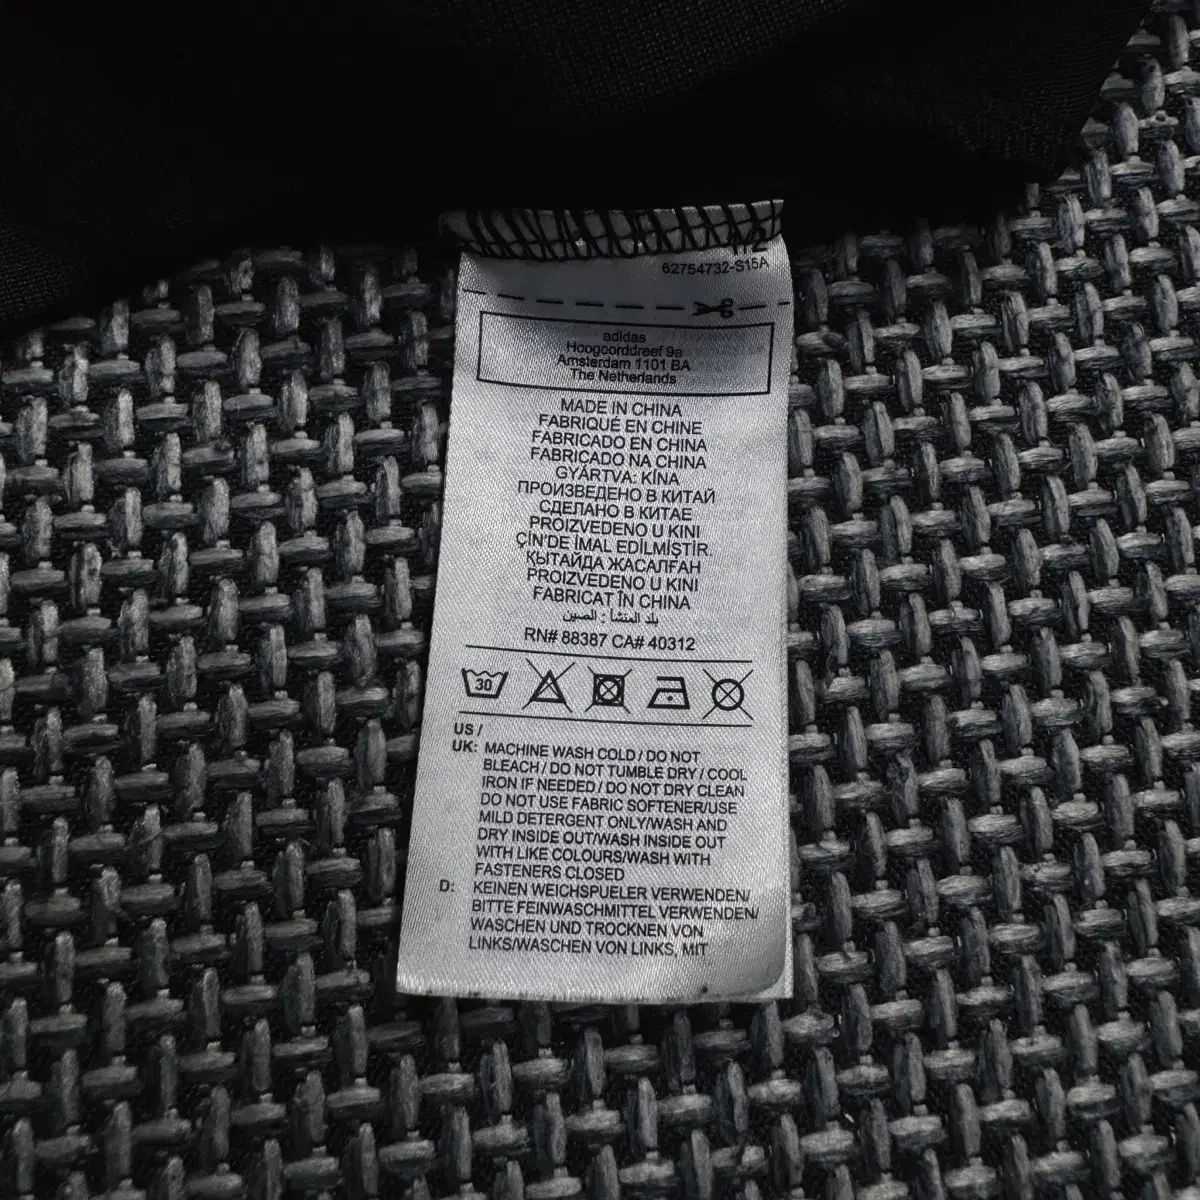 62754732-S15A
adidas
Hoogoorddreef 9a
Amsterdam 1101 BA
The Netherlands
MADE IN CHINA
FABRIQUÉ EN CHINE
FABRICADO EN CHINA
FABRICADO NA CHINA
GYÁRTVA: KÍNA
ПРОИЗВЕДЕНО В КИТАЙ
СДЕЛАНО В КИТАЕ
PROIZVEDENO U KINI
ÇİN'DE İMAL EDİLMİŞTİR
ҚЫТАЙДА ЖАСАЛҒАН
PROIZVEDENO U KINI
FABRICAT ÎN CHINA
بلد المنشأ : الصين
RN# 88387 CA# 40312
30
US /
UK: MACHINE WASH COLD / DO NOT
BLEACH / DO NOT TUMBLE DRY / COOL
IRON IF NEEDED / DO NOT DRY CLEAN
DO NOT USE FABRIC SOFTENER/USE
MILD DETERGENT ONLY/WASH AND
DRY INSIDE OUT/WASH INSIDE OUT
WITH LIKE COLOURS/WASH WITH
FASTENERS CLOSED
D: KEINEN WEICHSPUELER VERWENDEN/
BITTE FEINWASCHMITTEL VERWENDEN/
WASCHEN UND TROCKNEN VON
LINKS/WASCHEN VON LINKS, MIT